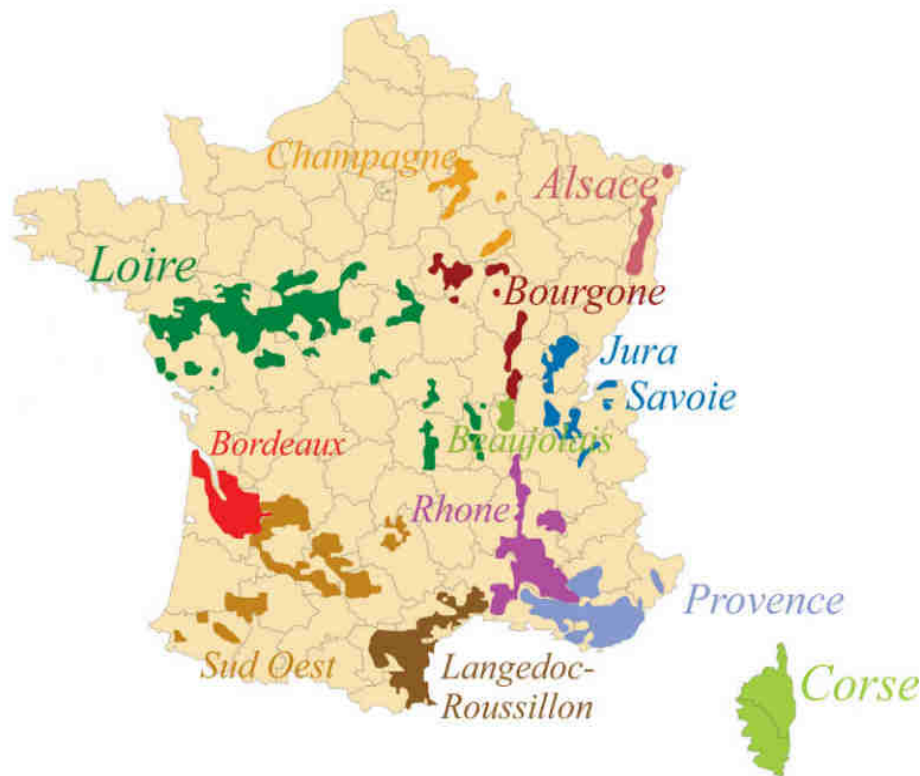 Champagne
Alsace
Loire
Bourgone
Jura
Savoie
Bordeaux
Beaujolais
Rhone
Provence
Sud Oest
Langedoc-
Roussillon
Corse